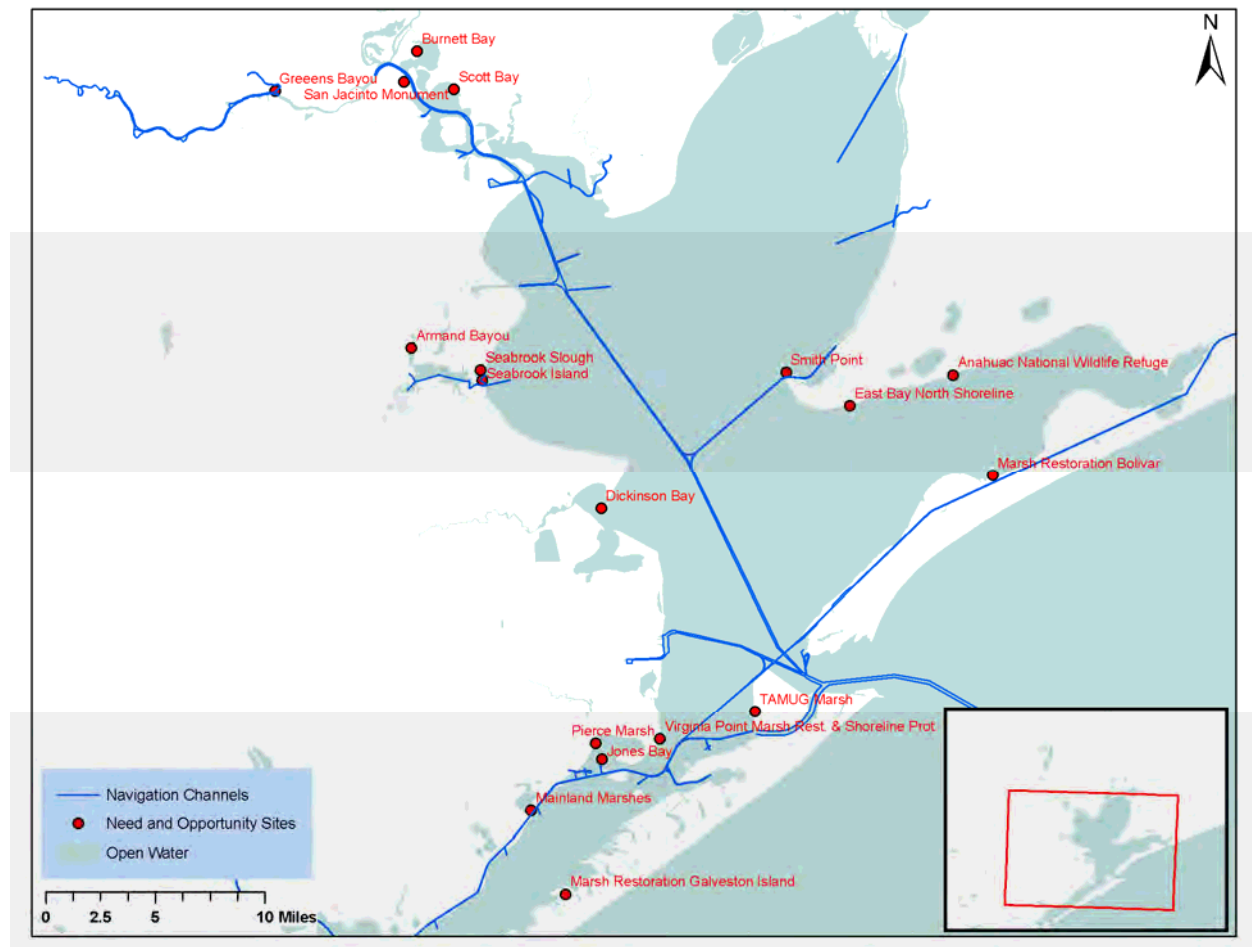 N
Burnett Bay
Greeens Bayou
Scott Bay
San Jacinto Monument
Armand Bayou
Seabrook Slough
Seabrook Island
Smith Point
Anahuac National Wildlife Refuge
East Bay North Shoreline
Marsh Restoration Bolivar
Dickinson Bay
TAMUG Marsh
Virginia Point Marsh Rest. & Shoreline Prot
Pierce Marsh
Jones Bay
Mainland Marshes
Marsh Restoration Galveston Island
Navigation Channels
Need and Opportunity Sites
Open Water
0 2.5 5 10 Miles